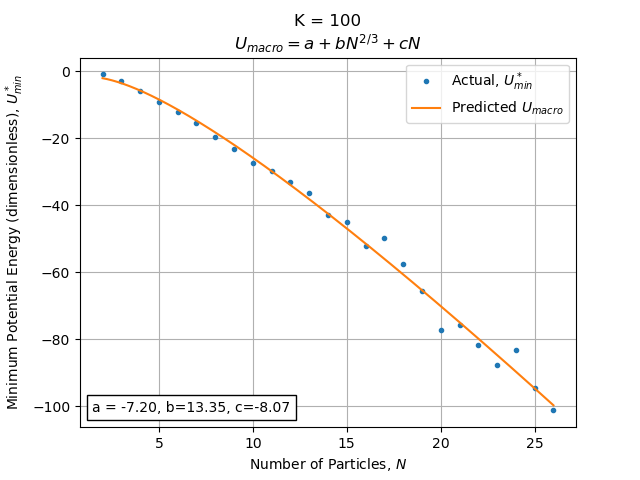 K = 100
U_macro = a + bN^{2/3} + cN
Minimum Potential Energy (dimensionless), U*_min
0
−20
−40
−60
−80
−100
Actual, U*_min
Predicted U_macro
a = -7.20, b=13.35, c=-8.07
5
10
15
20
25
Number of Particles, N